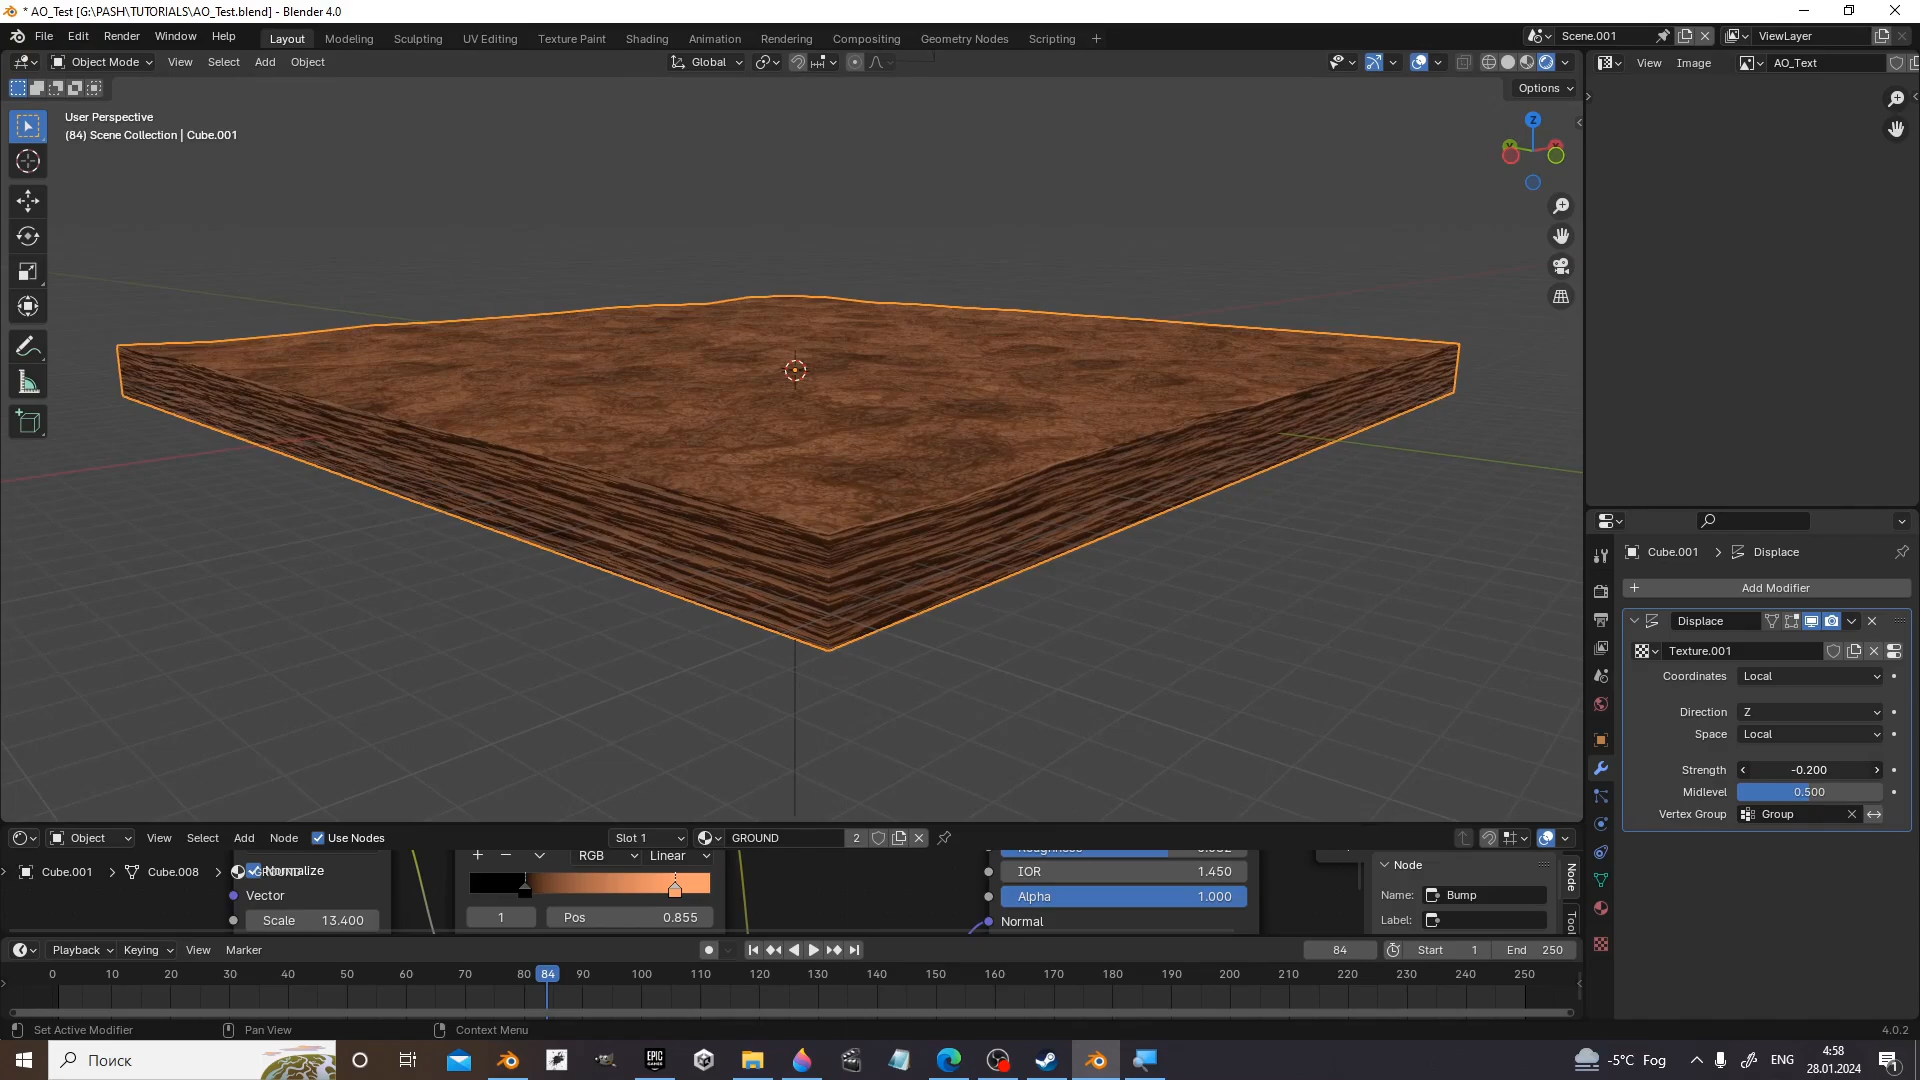 * AO_Test [G:\PASH\TUTORIALS\AO_Test.blend] - Blender 4.0
File Edit Render Window Help Layout Modeling Sculpting UV Editing Texture Paint Shading Animation Rendering Compositing Geometry Nodes Scripting + Scene.001 ViewLayer
Object Mode View Select Add Object Global View Image AO_Text
Options
User Perspective
(84) Scene Collection | Cube.001
Z
Cube.001 > Displace
+ Add Modifier
Displace
Texture.001
Coordinates Local
Direction Z
Space Local
Strength -0.200
Midlevel 0.500
Vertex Group Group
Object View Select Add Node Use Nodes Slot 1 GROUND 2
RGB Linear
Cube.001 > Cube.008 > Normalize
IOR 1.450
Node
Vector
Alpha 1.000
Name: Bump
Scale 13.400
1 Pos 0.855
Normal
Label:
Node
Tool
Playback Keying View Marker 84 Start 1 End 250
0 10 20 30 40 50 60 70 80 84 90 100 110 120 130 140 150 160 170 180 190 200 210 220 230 240 250
Set Active Modifier Pan View Context Menu 4.0.2
Поиск EPIC GAMES -5°C Fog ENG 4:58
28.01.2024 1